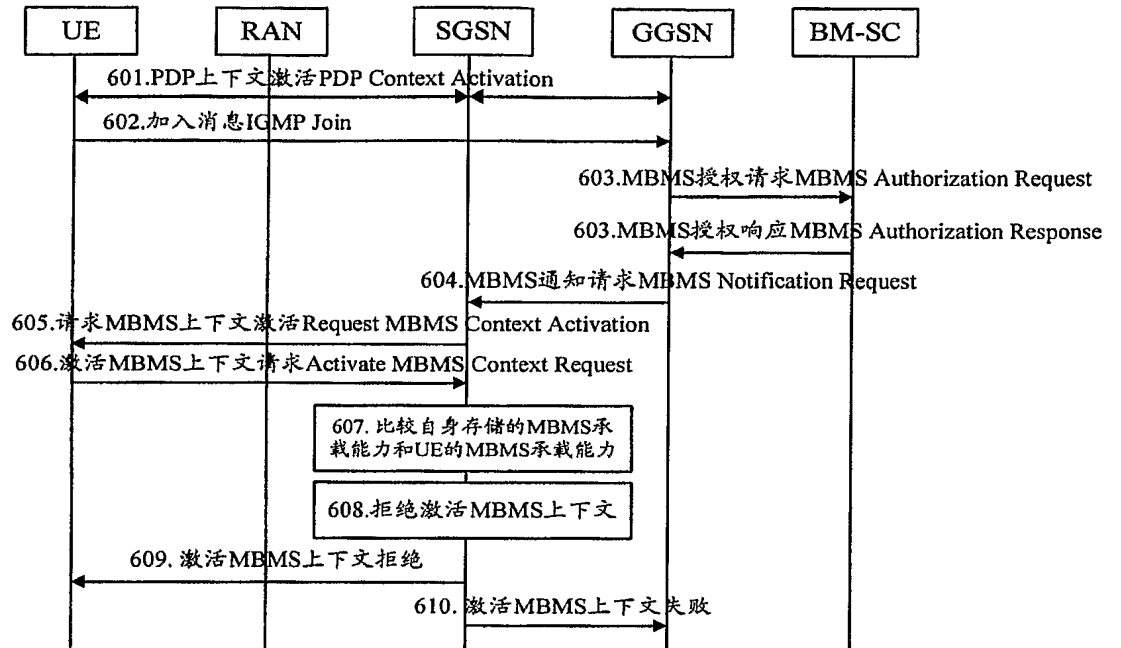 UE RAN SGSN GGSN BM-SC
601.PDP上下文激活PDP Context Activation
602.加入消息IGMP Join
603.MBMS授权请求MBMS Authorization Request
603.MBMS授权响应MBMS Authorization Response
604.MBMS通知请求MBMS Notification Request
605.请求MBMS上下文激活Request MBMS Context Activation
606.激活MBMS上下文请求Activate MBMS Context Request
607. 比较自身存储的MBMS承
载能力和UE的MBMS承载能力
608.拒绝激活MBMS上下文
609. 激活MBMS上下文拒绝
610. 激活MBMS上下文失败